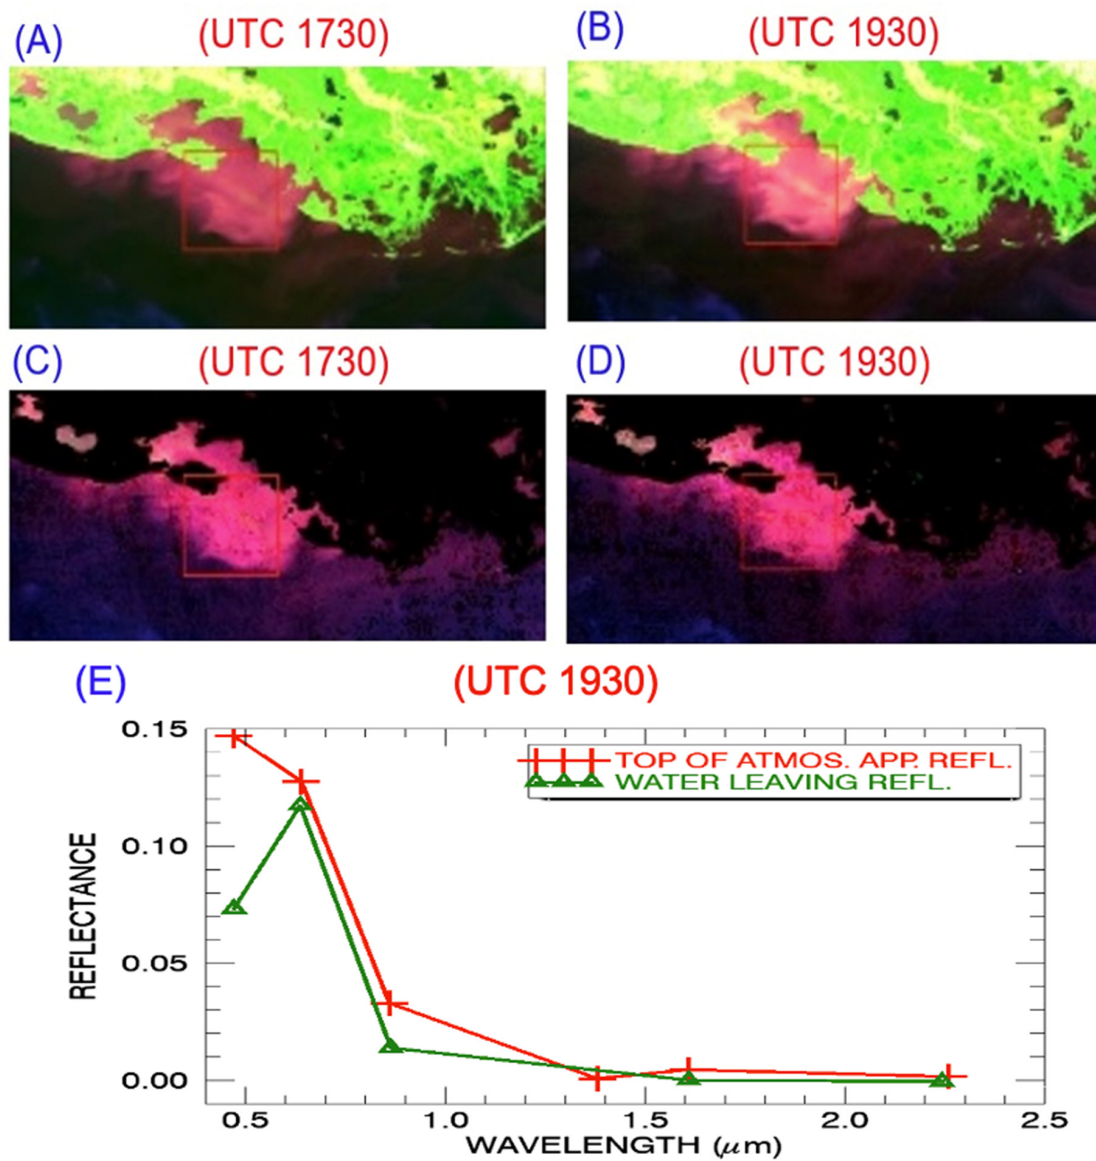 (A) (UTC 1730) (B) (UTC 1930)
(C) (UTC 1730) (D) (UTC 1930)
(E) (UTC 1930)
0.15
TOP OF ATMOS. APP. REFL.
WATER LEAVING REFL.
0.10
REFLECTANCE
0.05
0.00
0.5 1.0 1.5 2.0 2.5
WAVELENGTH (μm)